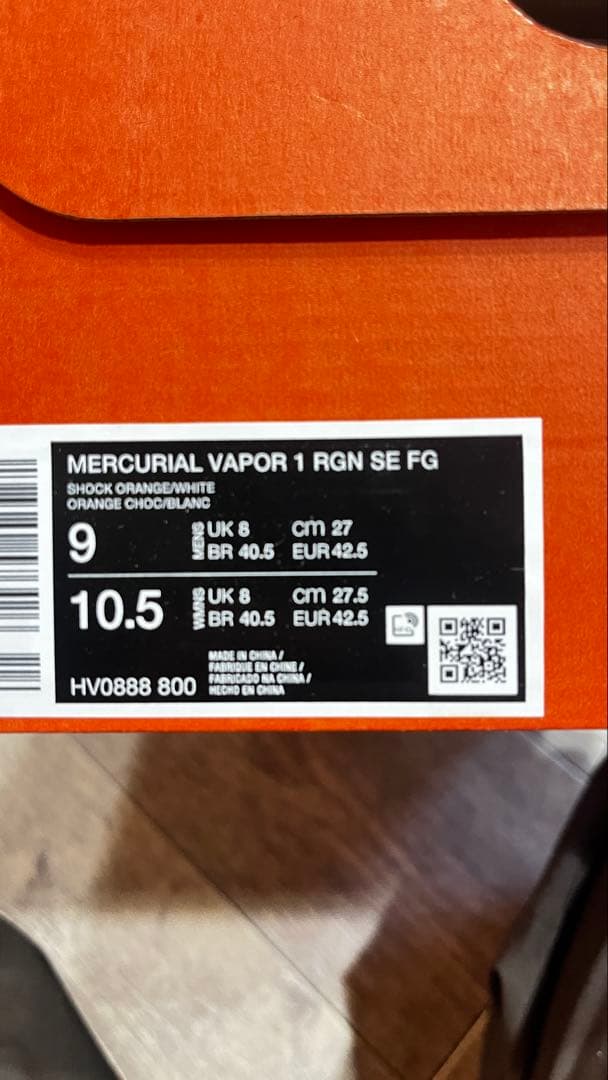 MERCURIAL VAPOR 1 RGN SE FG
SHOCK ORANGE/WHITE
ORANGE CHOC/BLANC
9 MENS UK 8 cm 27
BR 40.5 EUR 42.5
10.5 WMNS UK 8 cm 27.5
BR 40.5 EUR 42.5
MADE IN CHINA /
FABRIQUE EN CHINE /
FABRICADO NA CHINA /
HECHO EN CHINA
HV0888 800